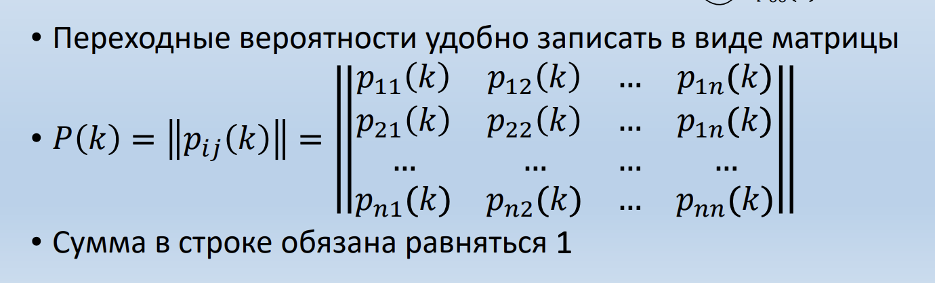 • Переходные вероятности удобно записать в виде матрицы
p₁₁(k) p₁₂(k) ... p₁ₙ(k)
p₂₁(k) p₂₂(k) ... p₁ₙ(k)
• P(k) = ‖pᵢⱼ(k)‖ =
... ... ... ...
pₙ₁(k) pₙ₂(k) ... pₙₙ(k)
• Сумма в строке обязана равняться 1